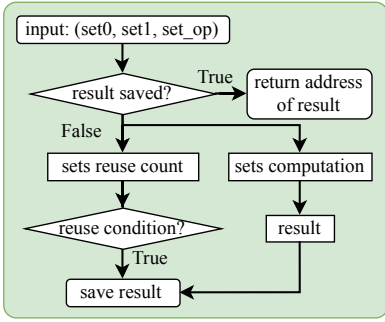 input: (set0, set1, set_op)
result saved?
True
return address
of result
False
sets reuse count
sets computation
reuse condition?
result
True
save result